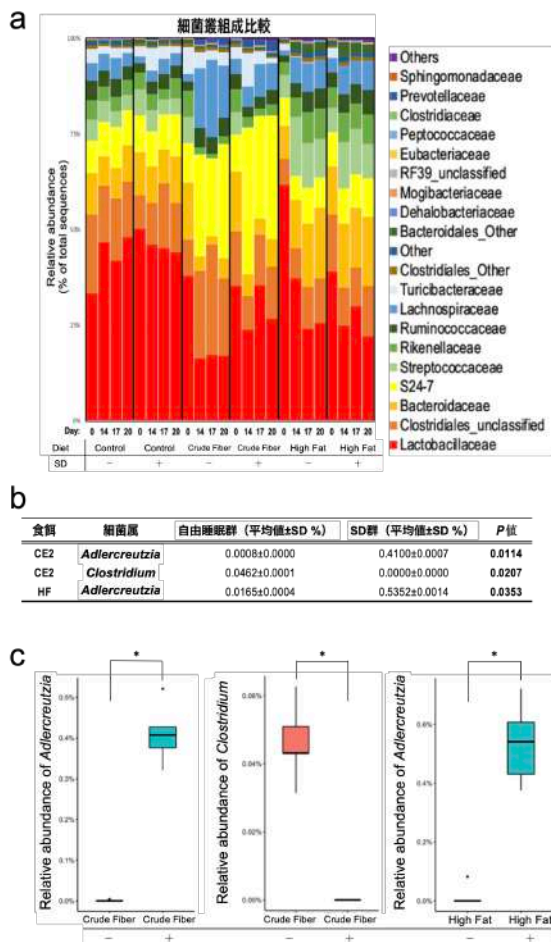 a
細菌叢組成比較
Relative abundance
(% of total sequences)
100%
75%
50%
25%
0%
Day: 0 14 17 20 0 14 17 20 0 14 17 20 0 14 17 20 0 14 17 20 0 14 17 20
Diet Control Control Crude Fiber Crude Fiber High Fat High Fat
SD − + − + − +
Others
Sphingomonadaceae
Prevotellaceae
Clostridiaceae
Peptococcaceae
Eubacteriaceae
RF39_unclassified
Mogibacteriaceae
Dehalobacteriaceae
Bacteroidales_Other
Other
Clostridiales_Other
Turicibacteraceae
Lachnospiraceae
Ruminococcaceae
Rikenellaceae
Streptococcaceae
S24-7
Bacteroidaceae
Clostridiales_unclassified
Lactobacillaceae
b
食餌 細菌属 自由睡眠群（平均値±SD %） SD群（平均値±SD %） P値
CE2 Adlercreutzia 0.0008±0.0000 0.4100±0.0007 0.0114
CE2 Clostridium 0.0462±0.0001 0.0000±0.0000 0.0207
HF Adlercreutzia 0.0165±0.0004 0.5352±0.0014 0.0353
c
Relative abundance of Adlercreutzia
*
0.5%
0.4%
0.3%
0.2%
0.1%
0.0%
Crude Fiber Crude Fiber
− +
Relative abundance of Clostridium
*
0.06%
0.04%
0.02%
0.00%
Crude Fiber Crude Fiber
− +
Relative abundance of Adlercreutzia
*
0.6%
0.4%
0.2%
0.0%
High Fat High Fat
− +